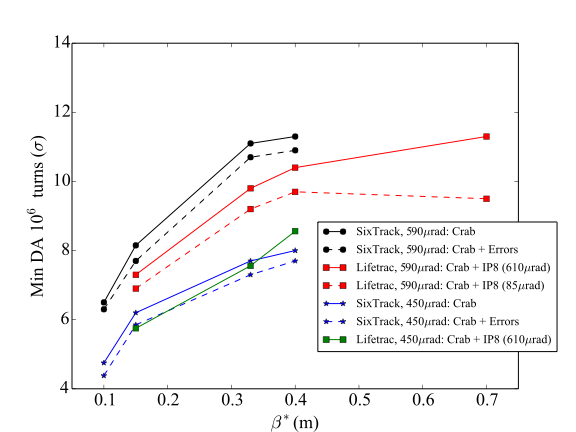 14
12
10
8
6
4
Min DA 10⁶ turns (σ)
SixTrack, 590μrad: Crab
SixTrack, 590μrad: Crab + Errors
Lifetrac, 590μrad: Crab + IP8 (610μrad)
Lifetrac, 590μrad: Crab + IP8 (85μrad)
SixTrack, 450μrad: Crab
SixTrack, 450μrad: Crab + Errors
Lifetrac, 450μrad: Crab + IP8 (610μrad)
0.1 0.2 0.3 0.4 0.5 0.6 0.7
β* (m)